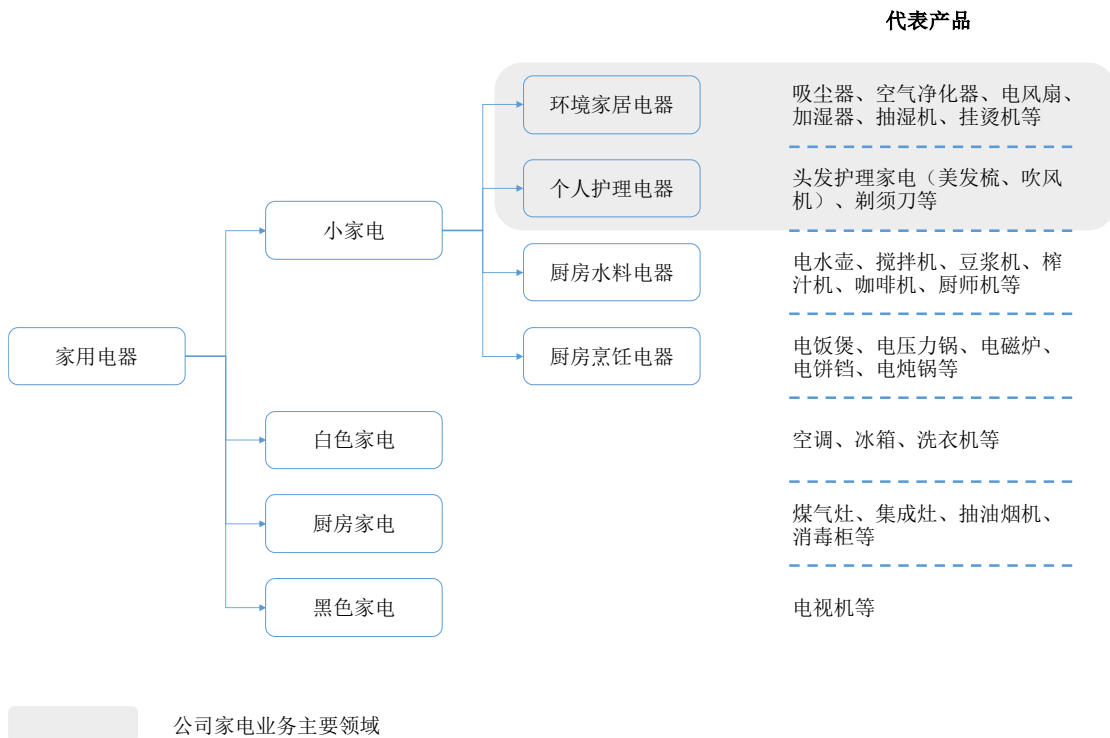 代表产品
环境家居电器
吸尘器、空气净化器、电风扇、
加湿器、抽湿机、挂烫机等
个人护理电器
头发护理家电（美发梳、吹风
机）、剃须刀等
小家电
厨房水料电器
电水壶、搅拌机、豆浆机、榨
汁机、咖啡机、厨师机等
家用电器
厨房烹饪电器
电饭煲、电压力锅、电磁炉、
电饼铛、电炖锅等
白色家电
空调、冰箱、洗衣机等
厨房家电
煤气灶、集成灶、抽油烟机、
消毒柜等
黑色家电
电视机等
公司家电业务主要领域